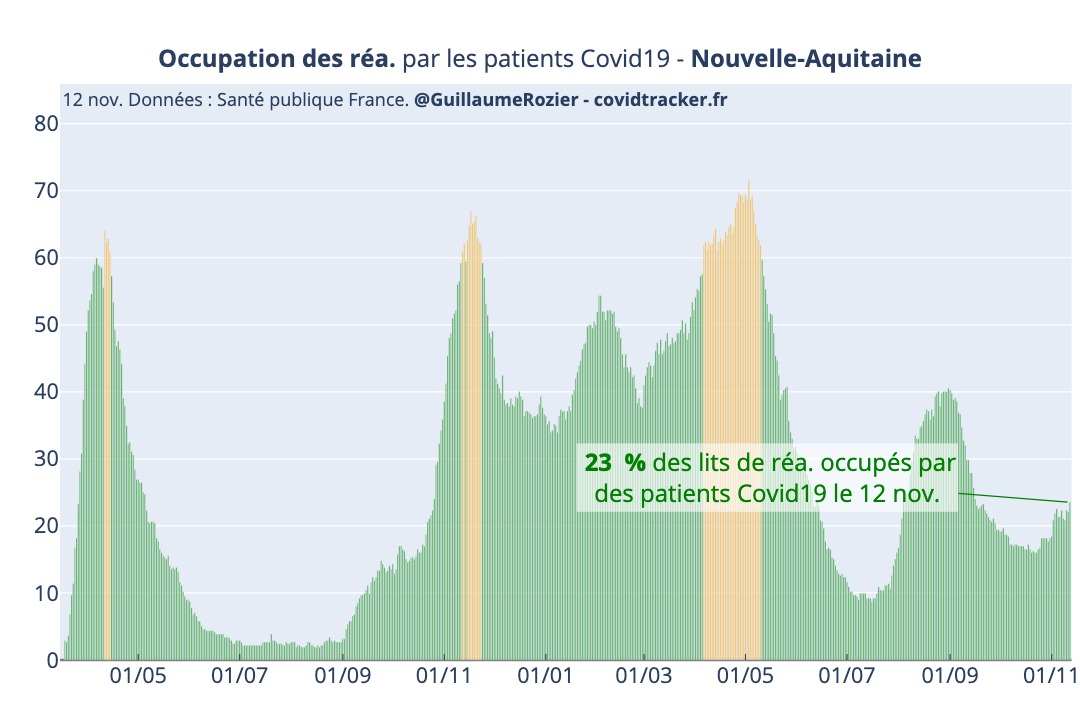 Occupation des réa. par les patients Covid19 - Nouvelle-Aquitaine
12 nov. Données : Santé publique France. @GuillaumeRozier - covidtracker.fr
80
70
60
50
40
30
20
10
0
23 % des lits de réa. occupés par
des patients Covid19 le 12 nov.
01/05 01/07 01/09 01/11 01/01 01/03 01/05 01/07 01/09 01/11